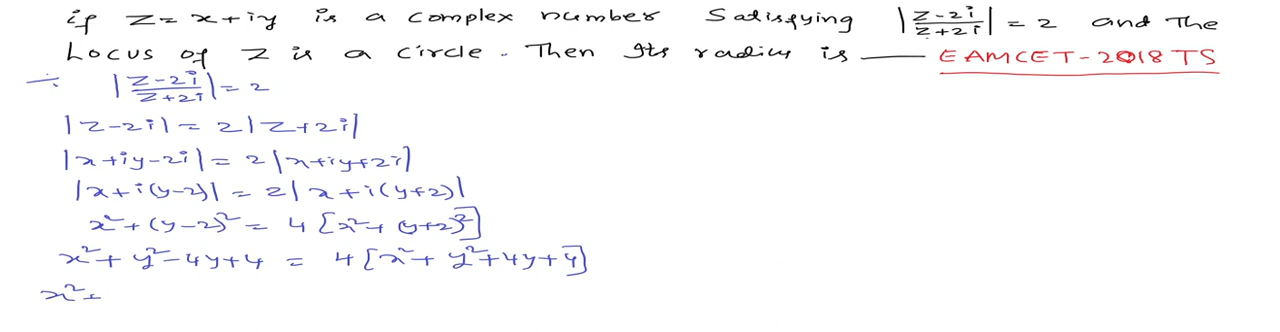 if Z = x+iy is a complex number Satisfying |Z-2i/Z+2i| = 2 and The
Locus of Z is a circle. Then Its radius is — EAMCET-2018 TS
÷ |Z-2i/Z+2i| = 2
|Z-2i| = 2|Z+2i|
|x+iy-2i| = 2|x+iy+2i|
|x+i(y-2)| = 2|x+i(y+2)|
x²+(y-2)² = 4[x²+(y+2)²]
x²+y²-4y+4 = 4[x²+y²+4y+4]
x²+